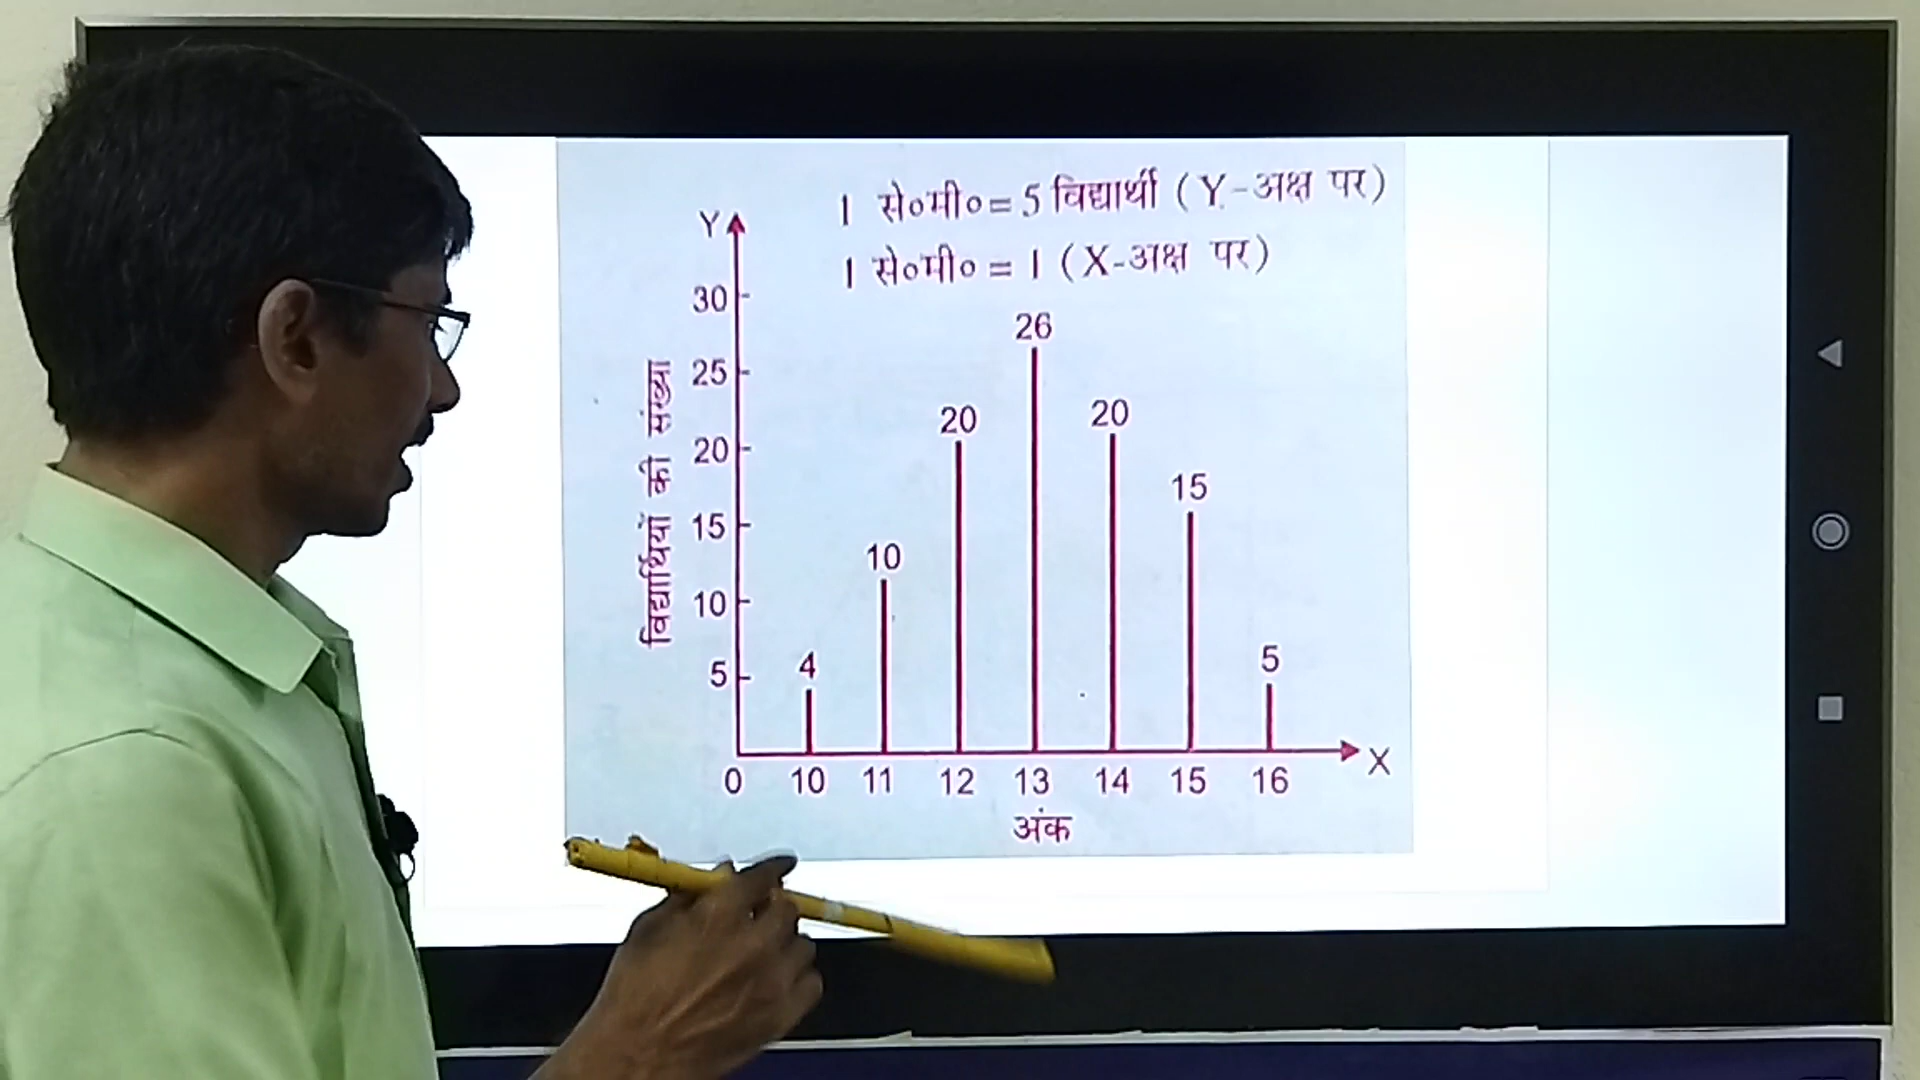 1 से०मी०= 5 विद्यार्थी (Y-अक्ष पर)
1 से०मी० = 1 (X-अक्ष पर)
Y
30
25
20
15
10
5
विद्यार्थियों की संख्या
4
10
20
26
20
15
5
0 10 11 12 13 14 15 16
X
अंक